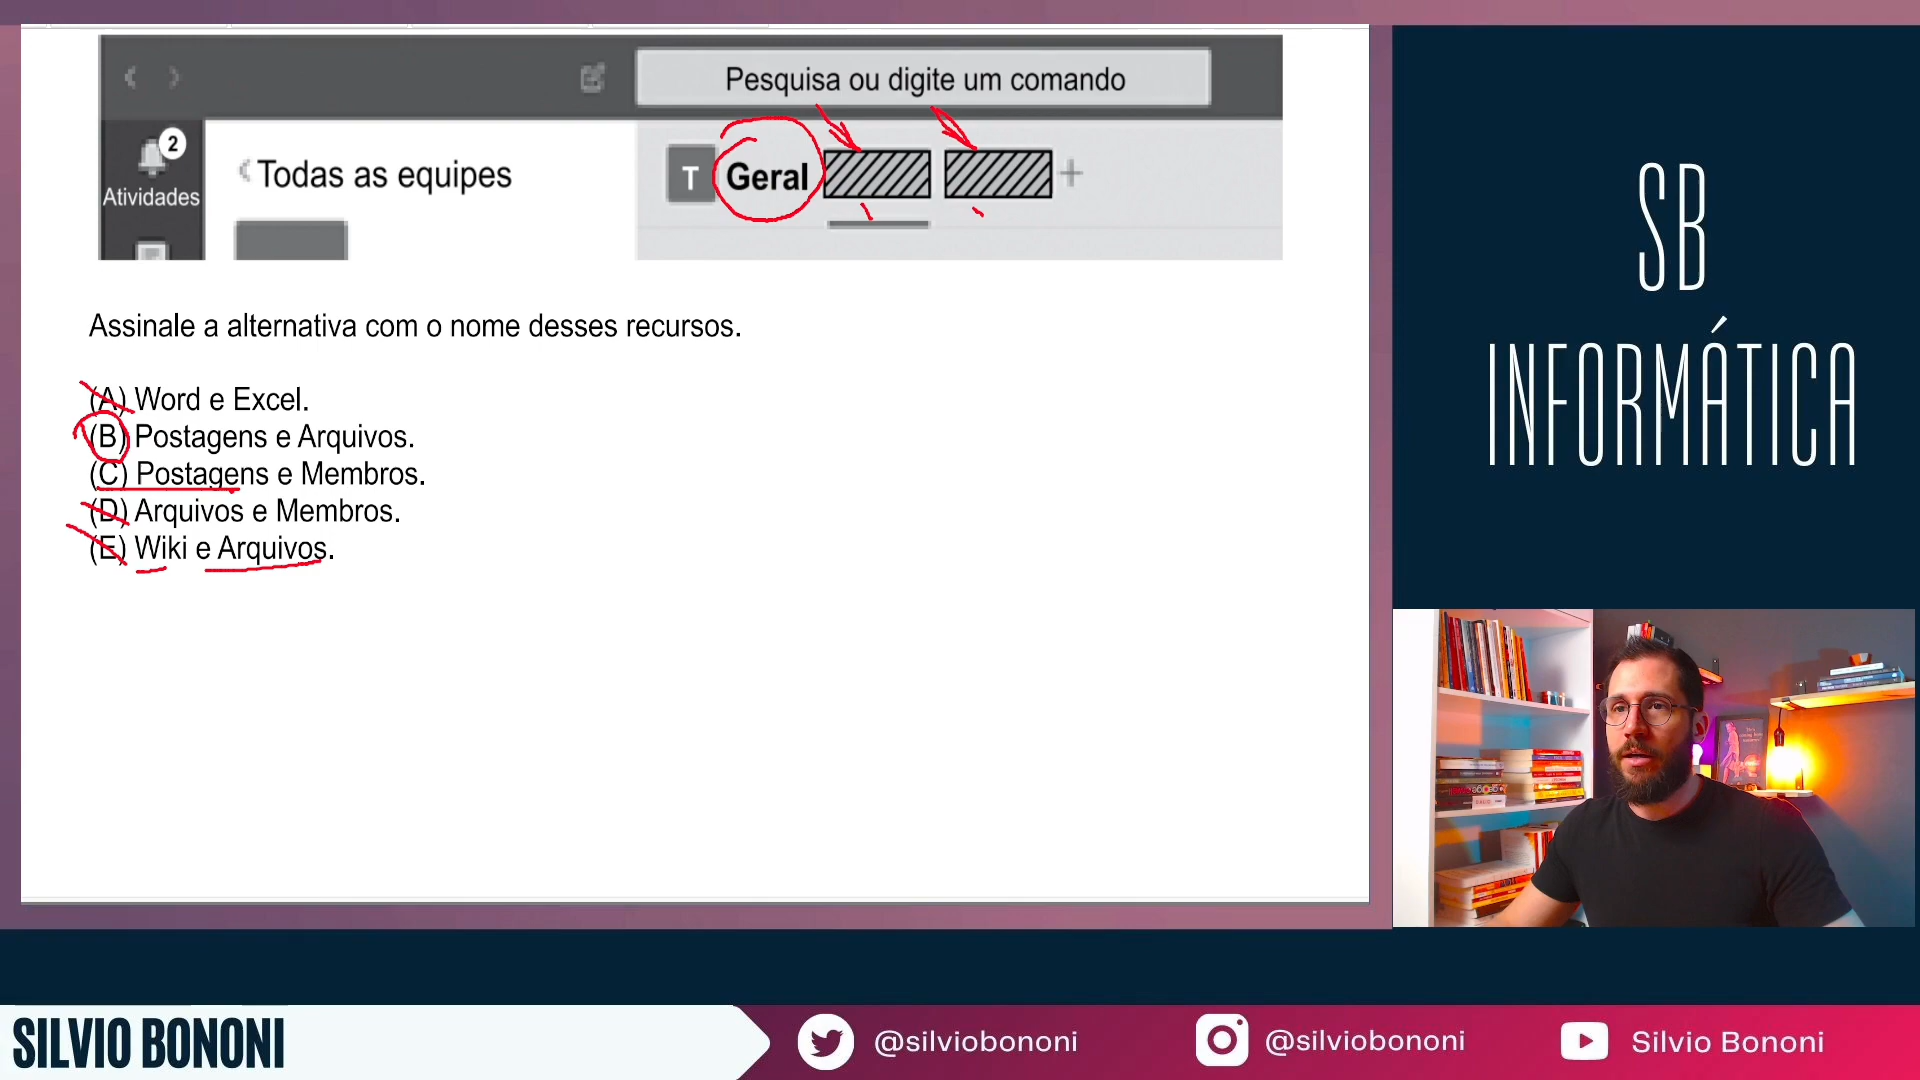 Pesquisa ou digite um comando
2
Atividades
Todas as equipes
T Geral +
Assinale a alternativa com o nome desses recursos.
(A) Word e Excel.
(B) Postagens e Arquivos.
(C) Postagens e Membros.
(D) Arquivos e Membros.
(E) Wiki e Arquivos.
SB
INFORMÁTICA
SILVIO BONONI
@silviobononi
@silviobononi
Silvio Bononi